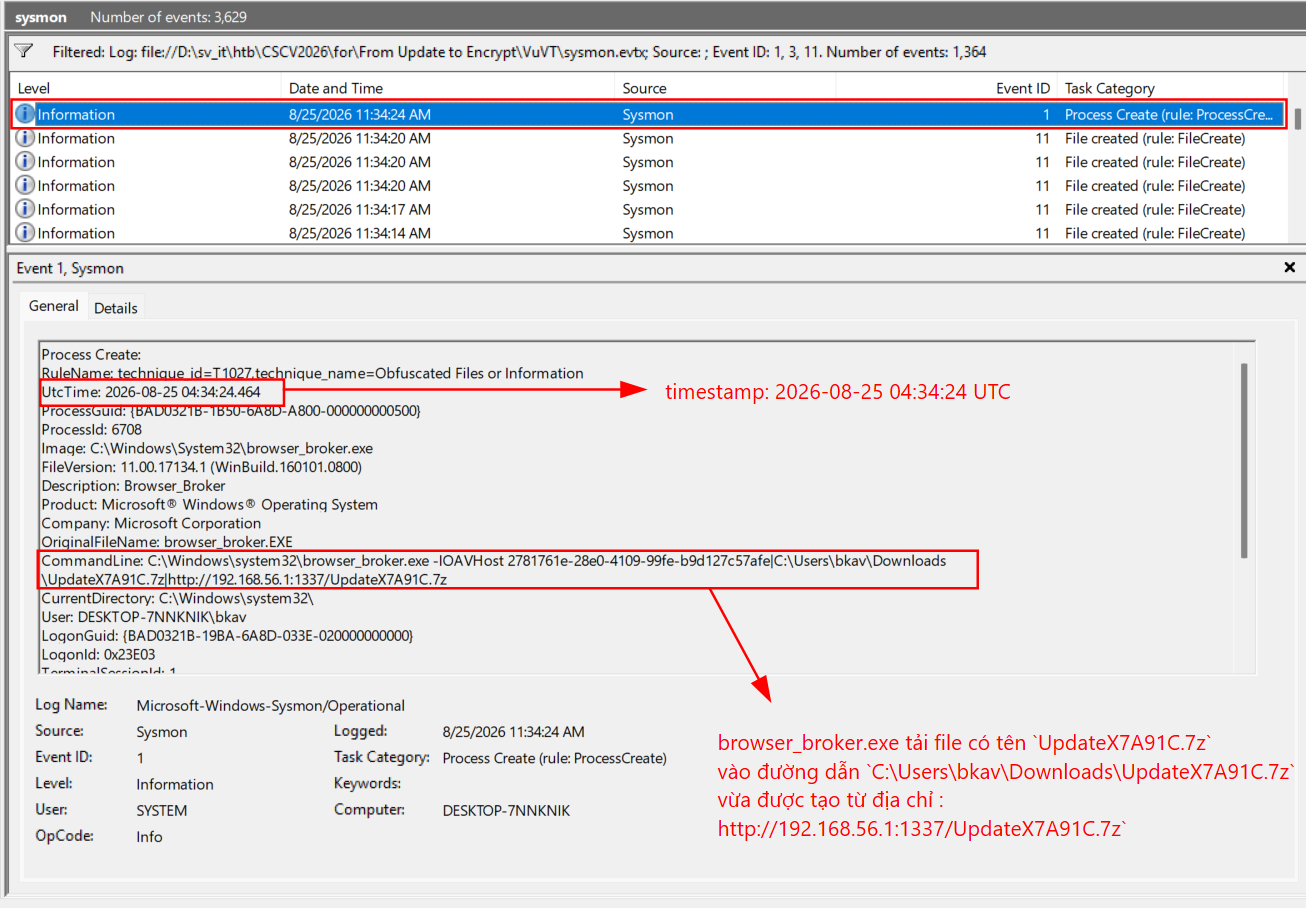 sysmon Number of events: 3,629
Filtered: Log: file://D:\sv_it\htb\CSCV2026\for\From Update to Encrypt\VuVT\sysmon.evtx; Source: ; Event ID: 1, 3, 11. Number of events: 1,364
Level Date and Time Source Event ID Task Category
Information 8/25/2026 11:34:24 AM Sysmon 1 Process Create (rule: ProcessCre...
Information 8/25/2026 11:34:20 AM Sysmon 11 File created (rule: FileCreate)
Information 8/25/2026 11:34:20 AM Sysmon 11 File created (rule: FileCreate)
Information 8/25/2026 11:34:20 AM Sysmon 11 File created (rule: FileCreate)
Information 8/25/2026 11:34:17 AM Sysmon 11 File created (rule: FileCreate)
Information 8/25/2026 11:34:14 AM Sysmon 11 File created (rule: FileCreate)
Event 1, Sysmon
General Details
Process Create:
RuleName: technique_id=T1027,technique_name=Obfuscated Files or Information
UtcTime: 2026-08-25 04:34:24.464
timestamp: 2026-08-25 04:34:24 UTC
ProcessGuid: {BAD0321B-1B50-6A8D-A800-000000000500}
ProcessId: 6708
Image: C:\Windows\System32\browser_broker.exe
FileVersion: 11.00.17134.1 (WinBuild.160101.0800)
Description: Browser_Broker
Product: Microsoft® Windows® Operating System
Company: Microsoft Corporation
OriginalFileName: browser_broker.EXE
CommandLine: C:\Windows\system32\browser_broker.exe -IOAVHost 2781761e-28e0-4109-99fe-b9d127c57afe|C:\Users\bkav\Downloads
\UpdateX7A91C.7z|http://192.168.56.1:1337/UpdateX7A91C.7z
CurrentDirectory: C:\Windows\system32\
User: DESKTOP-7NNKNIK\bkav
LogonGuid: {BAD0321B-19BA-6A8D-033E-020000000000}
LogonId: 0x23E03
TerminalSessionId: 1
Log Name: Microsoft-Windows-Sysmon/Operational
Source: Sysmon Logged: 8/25/2026 11:34:24 AM
Event ID: 1 Task Category: Process Create (rule: ProcessCreate)
Level: Information Keywords:
User: SYSTEM Computer: DESKTOP-7NNKNIK
OpCode: Info
browser_broker.exe tải file có tên `UpdateX7A91C.7z`
vào đường dẫn `C:\Users\bkav\Downloads\UpdateX7A91C.7z`
vừa được tạo từ địa chỉ :
http://192.168.56.1:1337/UpdateX7A91C.7z`